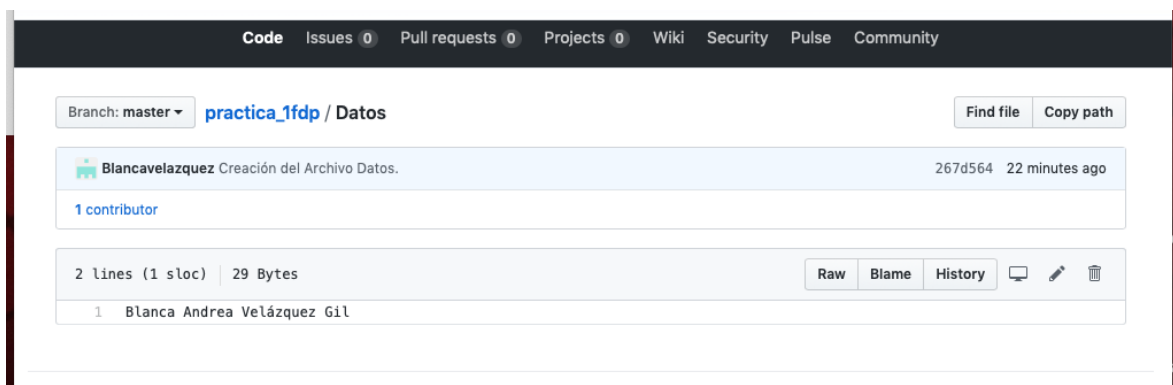 Code Issues 0 Pull requests 0 Projects 0 Wiki Security Pulse Community
Branch: master practica_1fdp / Datos Find file Copy path
Blancavelazquez Creación del Archivo Datos. 267d564 22 minutes ago
1 contributor
2 lines (1 sloc) 29 Bytes Raw Blame History
1 Blanca Andrea Velázquez Gil